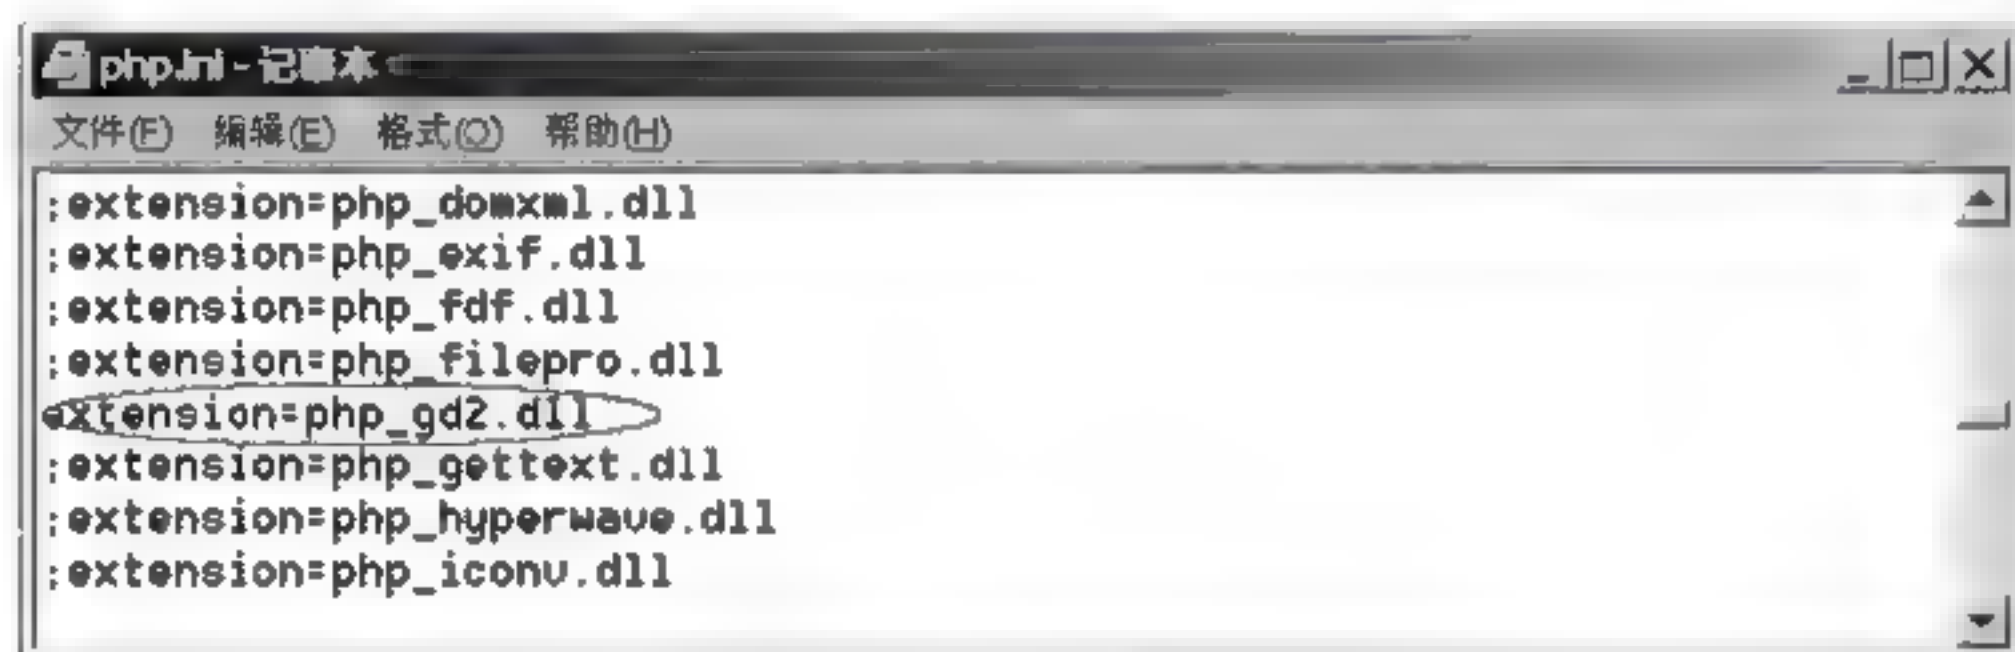 php.ini - 记事本
文件(F) 编辑(E) 格式(O) 帮助(H)
;extension=php_domxml.dll
;extension=php_exif.dll
;extension=php_fdf.dll
;extension=php_filepro.dll
extension=php_gd2.dll
;extension=php_gettext.dll
;extension=php_hyperwave.dll
;extension=php_iconv.dll